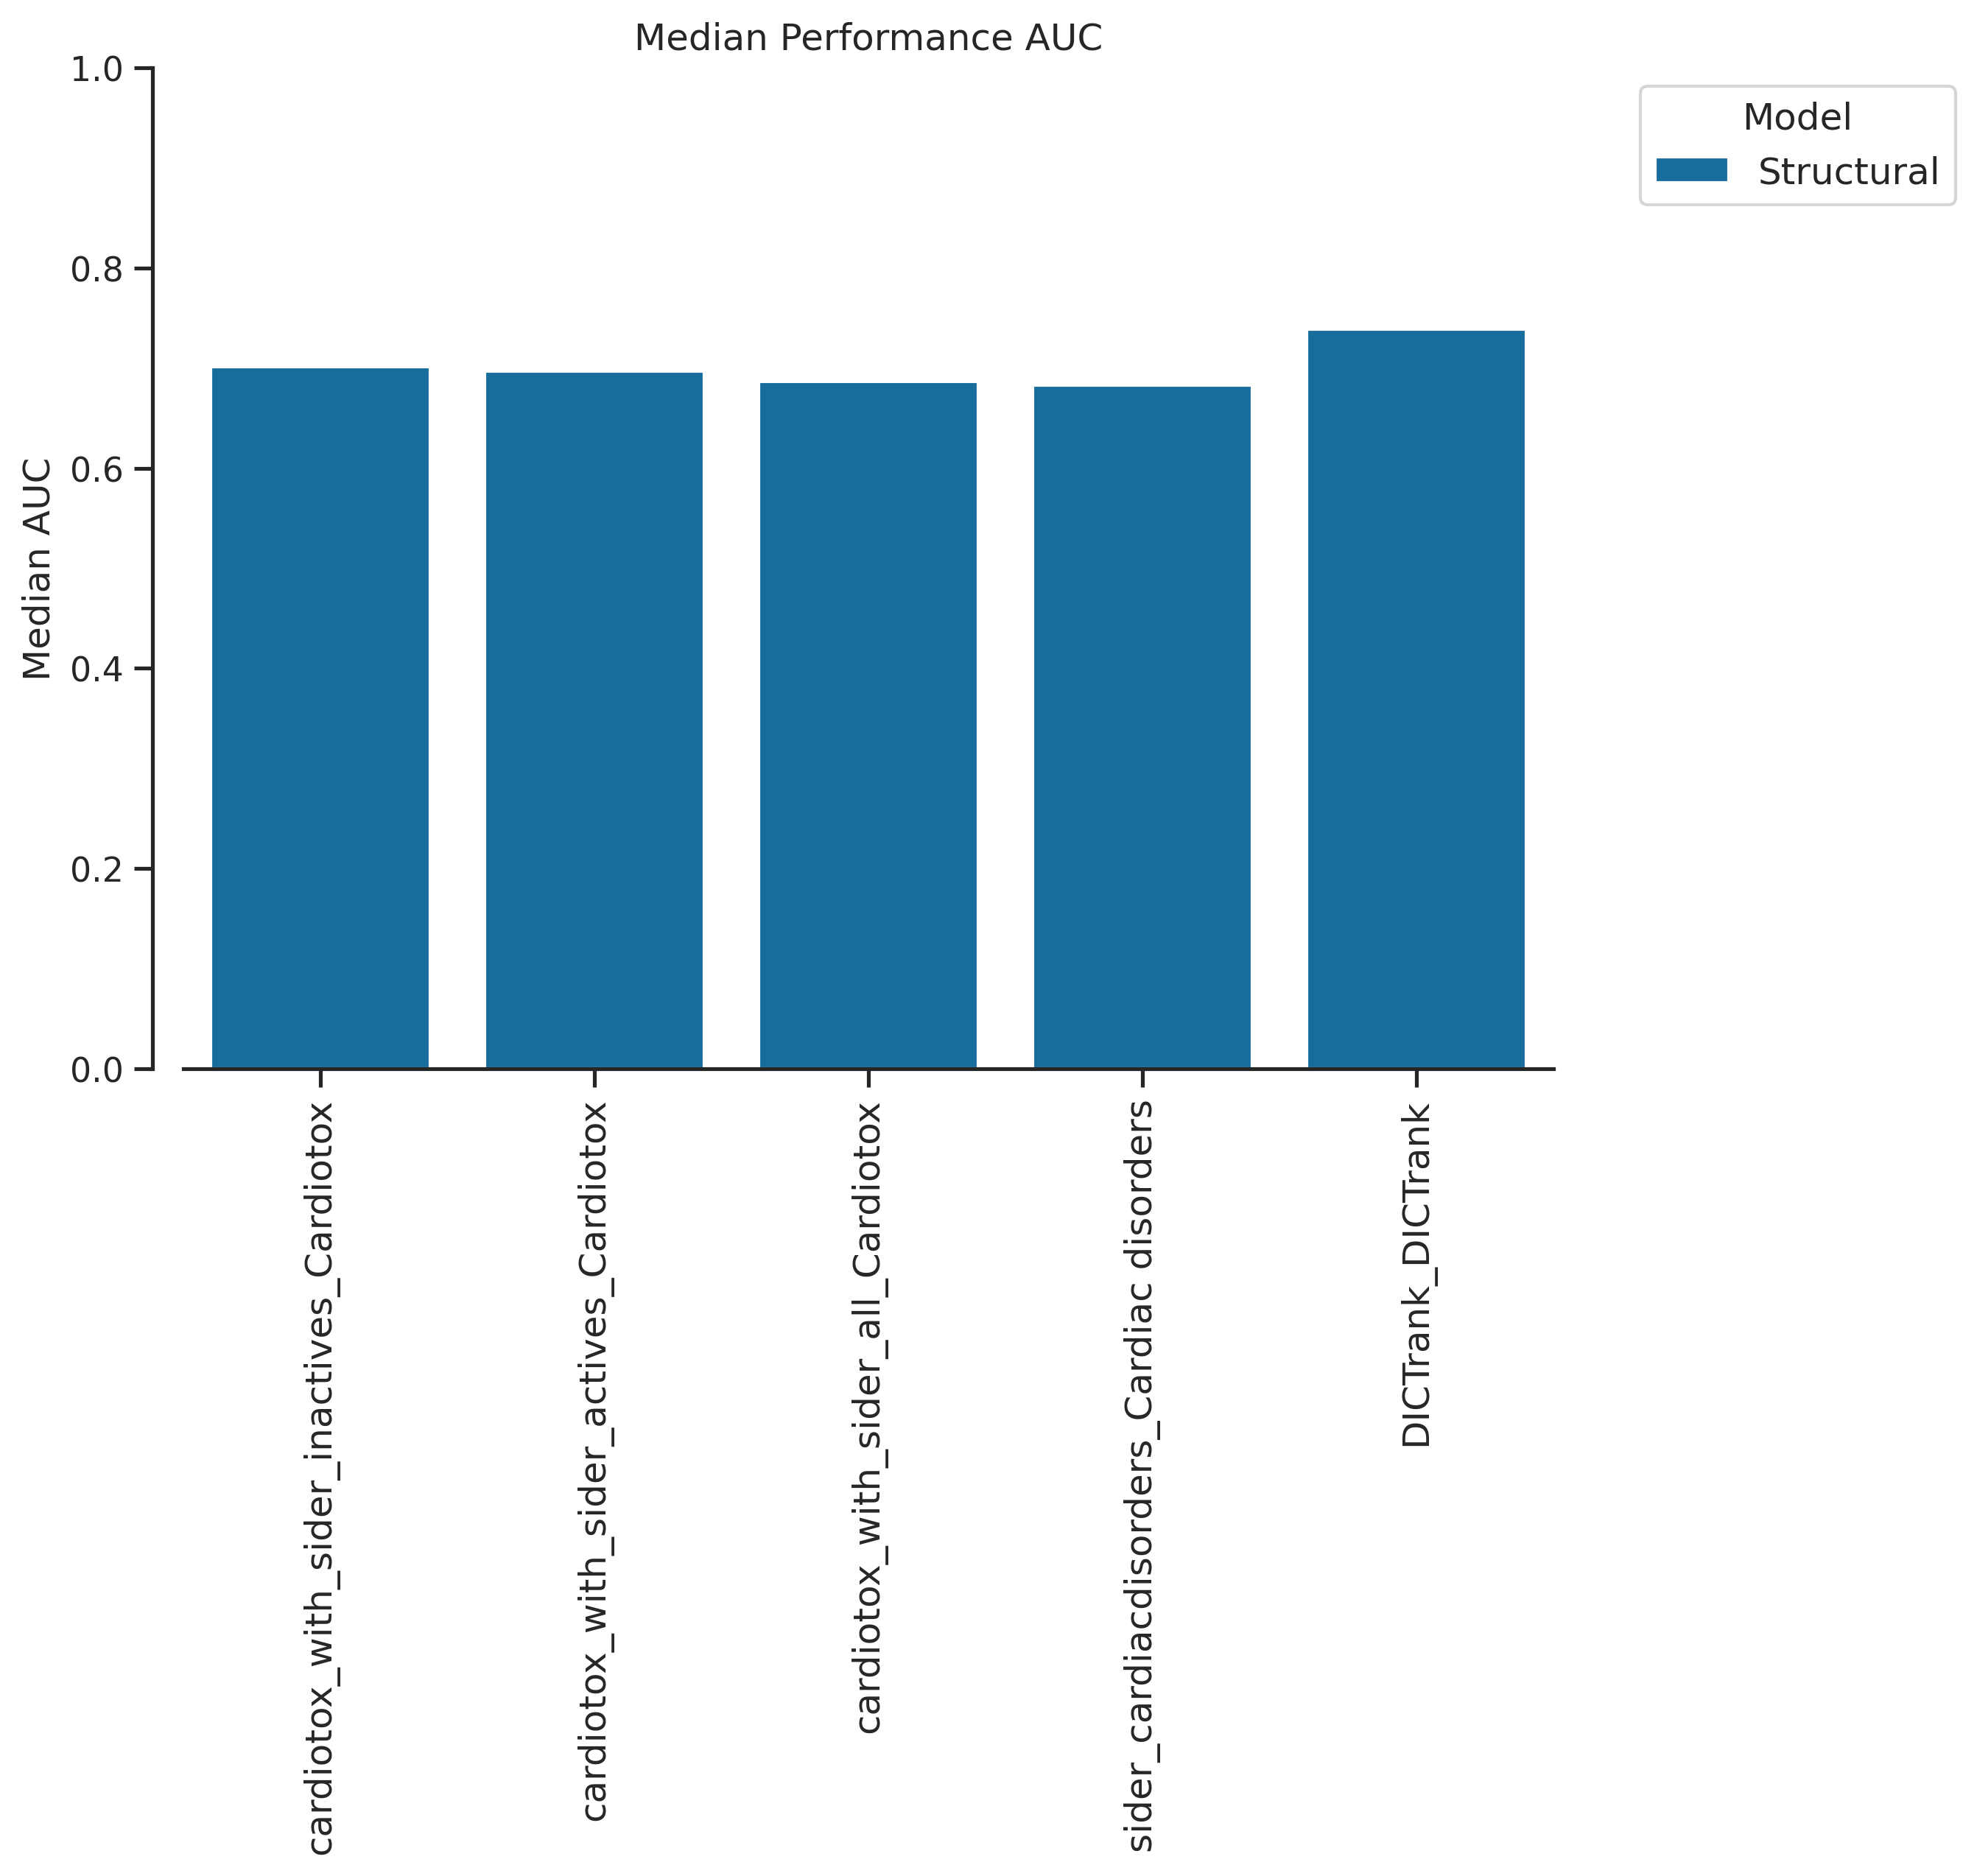 Median Performance AUC
1.0
0.8
0.6
0.4
0.2
0.0
Median AUC
Model
Structural
cardiotox_with_sider_inactives_Cardiotox
cardiotox_with_sider_actives_Cardiotox
cardiotox_with_sider_all_Cardiotox
sider_cardiacdisorders_Cardiac disorders
DICTrank_DICTrank